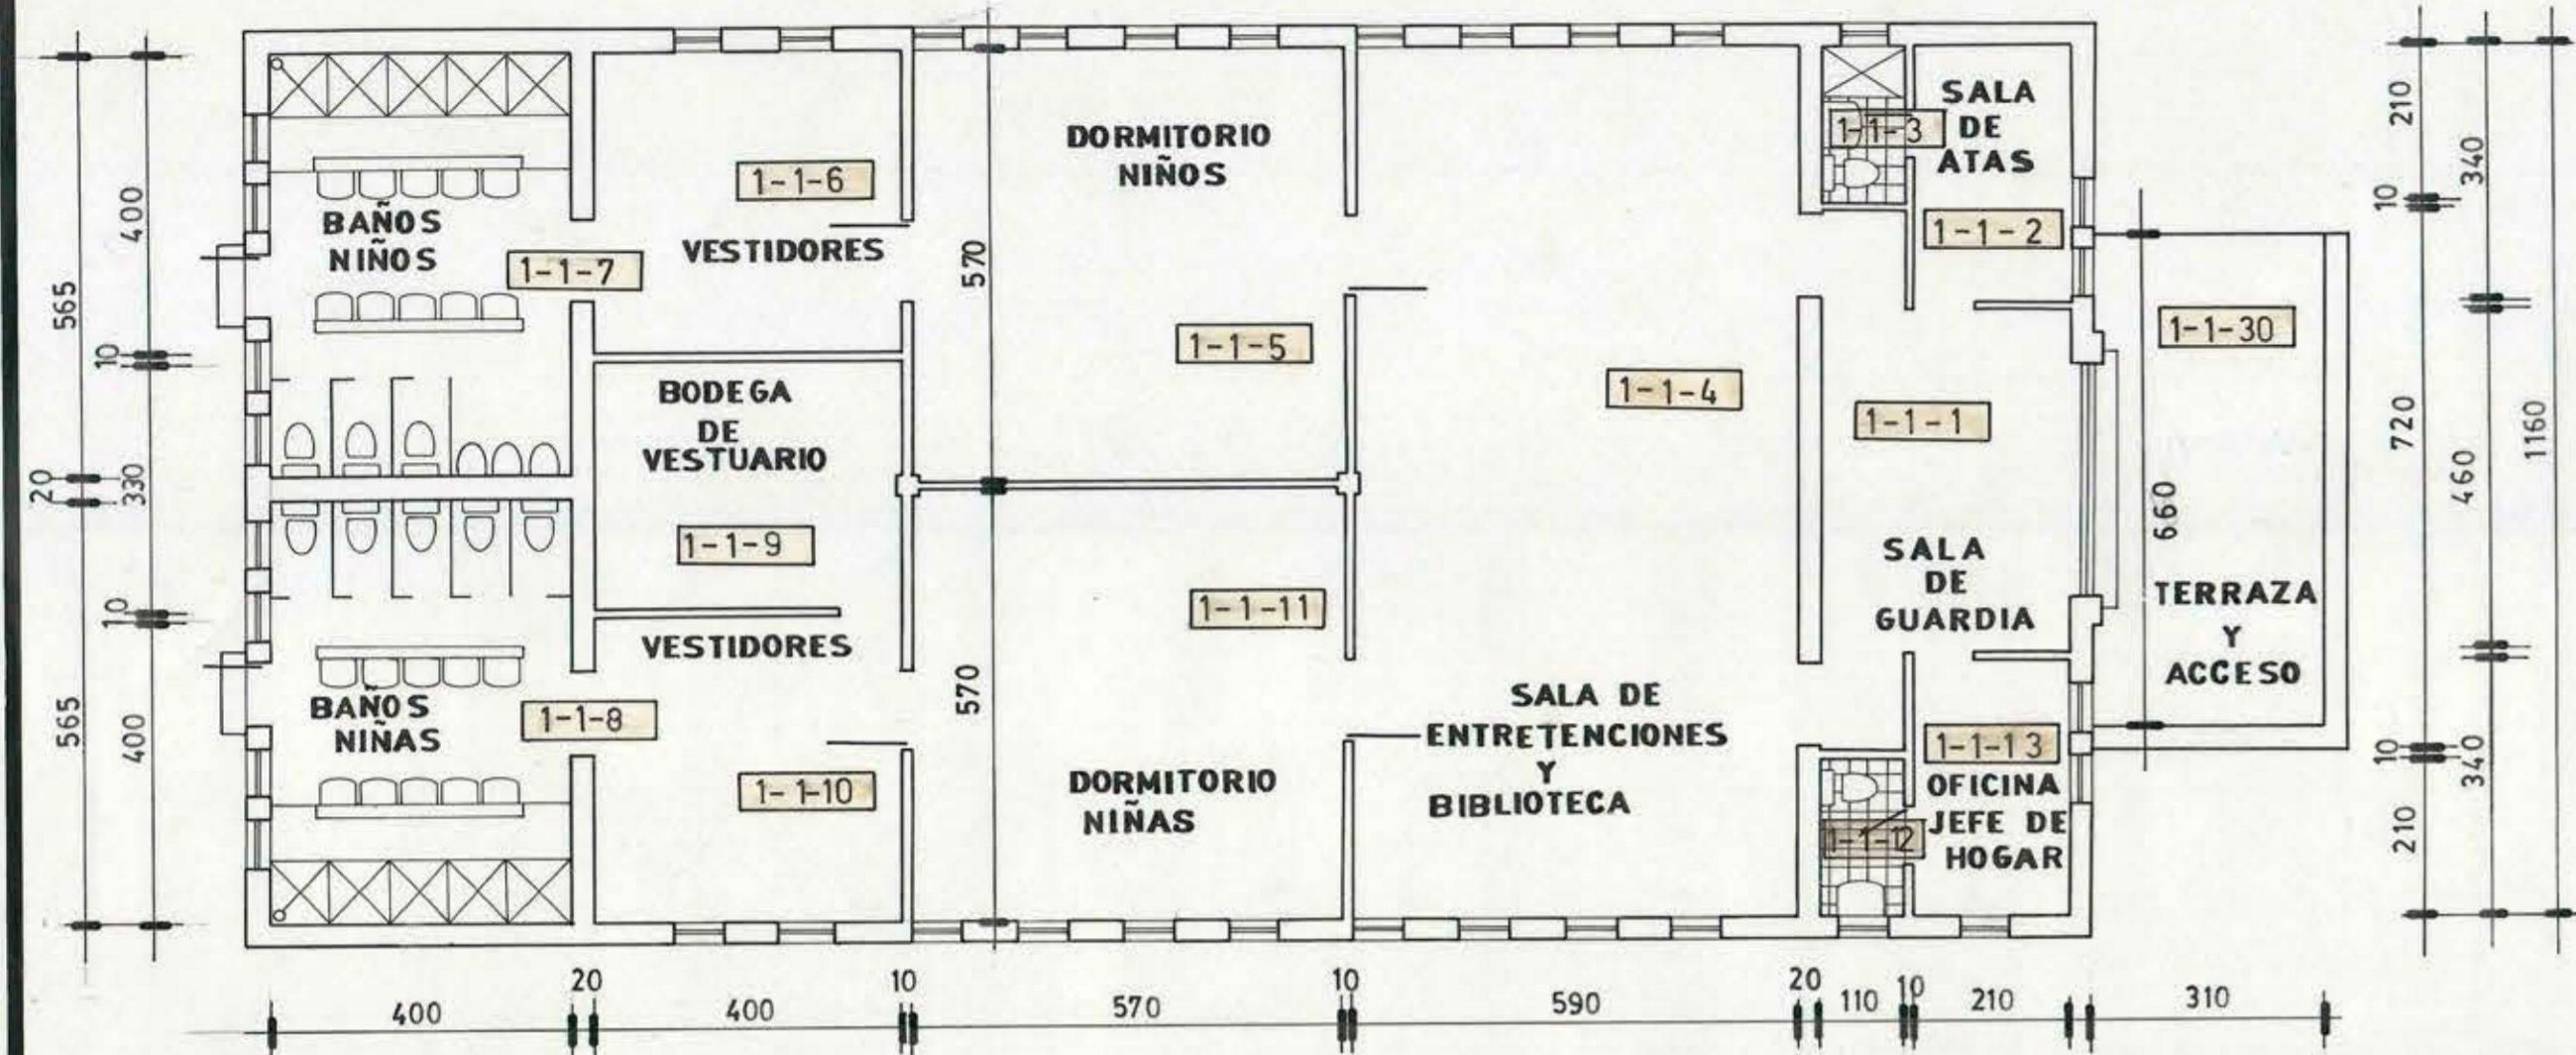 BAÑOS
NIÑOS
1-1-7
1-1-6
VESTIDORES
DORMITORIO
NIÑOS
1-1-5
1-1-4
1-1-3
SALA
DE
ATAS
1-1-2
1-1-30
1-1-1
SALA
DE
GUARDIA
TERRAZA
Y
ACCESO
BODEGA
DE
VESTUARIO
1-1-9
VESTIDORES
BAÑOS
NIÑAS
1-1-8
1-1-10
1-1-11
DORMITORIO
NIÑAS
SALA DE
ENTRETENCIONES
Y
BIBLIOTECA
1-1-13
OFICINA
JEFE DE
HOGAR
1-1-12
565
20
565
400
10
330
10
400
570
570
660
210
10
720
10
210
340
460
340
1160
20
10
10
20
10
400
400
570
590
110
210
310